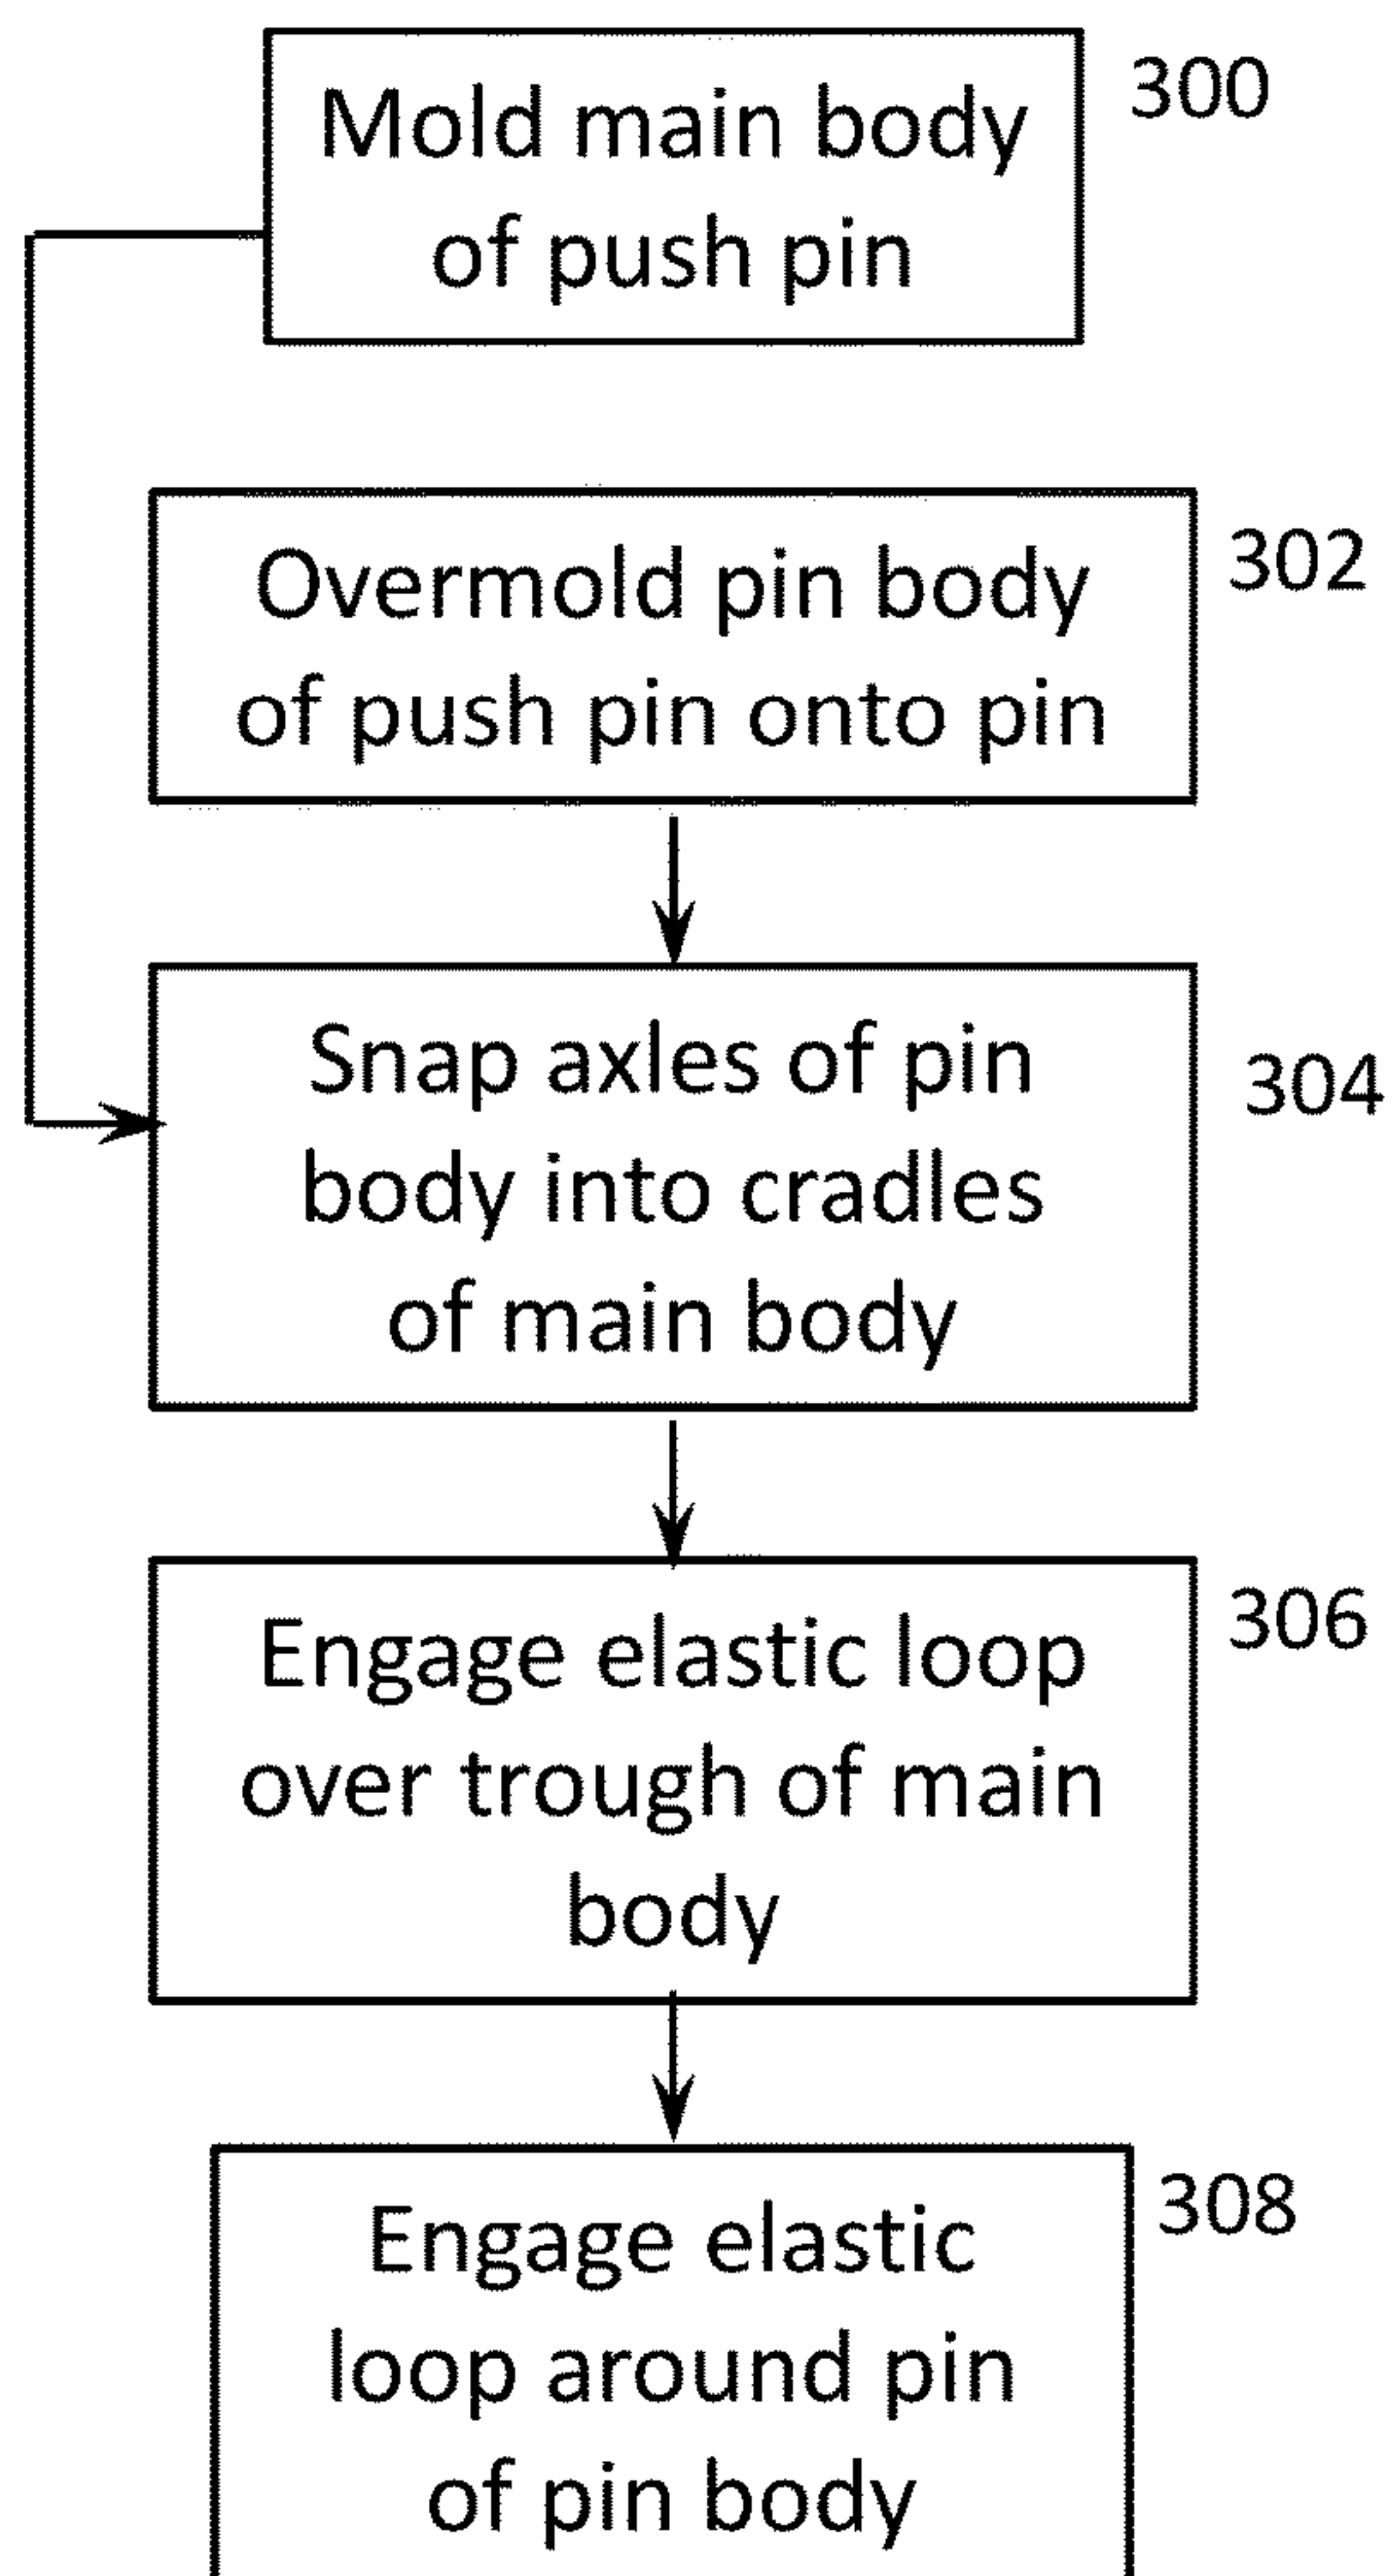 Mold main body
of push pin
300
Overmold pin body
of push pin onto pin
302
Snap axles of pin
body into cradles
of main body
304
Engage elastic loop
over trough of main
body
306
Engage elastic
loop around pin
of pin body
308